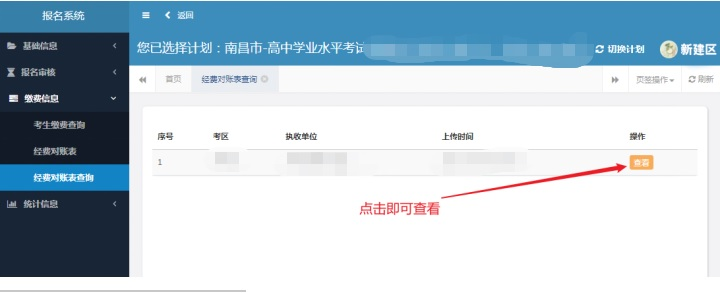 报名系统
返回
您已选择计划：南昌市-高中学业水平考试
切换计划
新建区
基础信息
报名审核
缴费信息
考生缴费查询
经费对账表
经费对账表查询
统计信息
首页
经费对账表查询
页签操作
刷新
序号 考区 执收单位 上传时间 操作
1 查看
点击即可查看